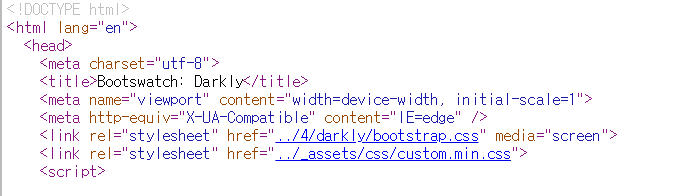 <!DOCTYPE html>
<html lang="en">
<head>
<meta charset="utf-8">
<title>Bootswatch: Darkly</title>
<meta name="viewport" content="width=device-width, initial-scale=1">
<meta http-equiv="X-UA-Compatible" content="IE=edge" />
<link rel="stylesheet" href="../4/darkly/bootstrap.css" media="screen">
<link rel="stylesheet" href="../_assets/css/custom.min.css">
<script>